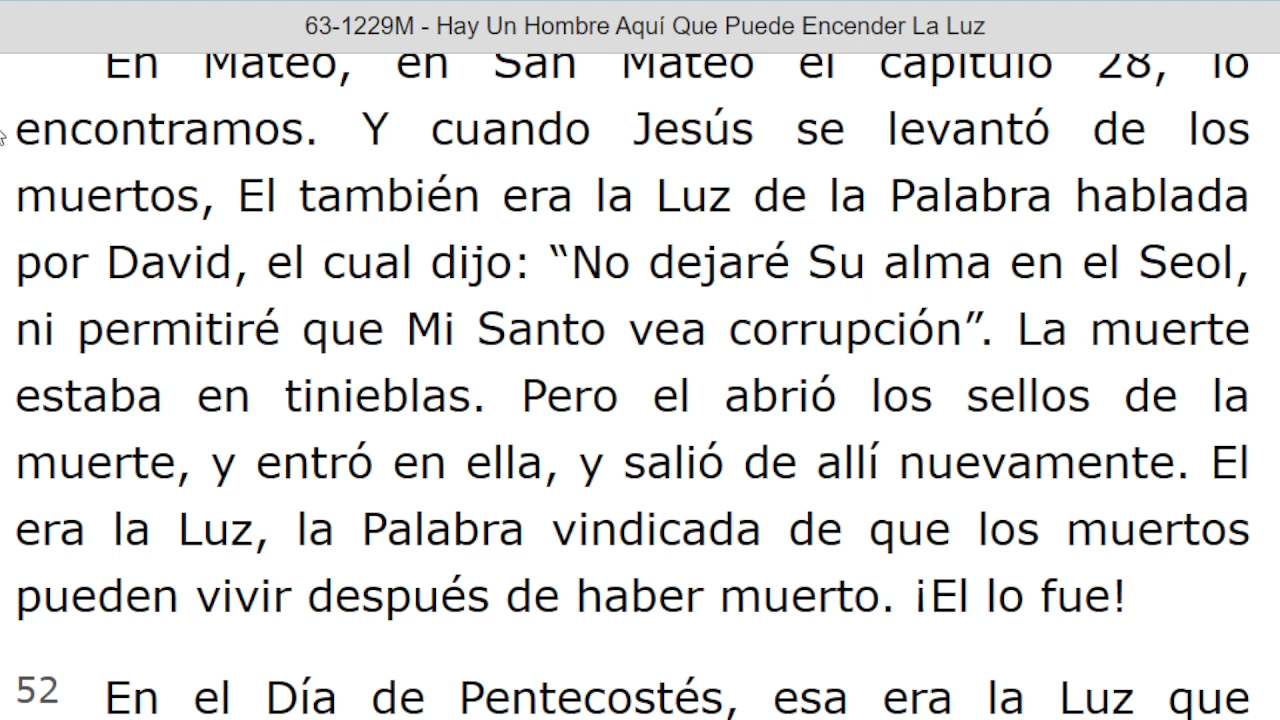 63-1229M - Hay Un Hombre Aquí Que Puede Encender La Luz
En Mateo, en San Mateo el capítulo 28, lo
encontramos. Y cuando Jesús se levantó de los
muertos, El también era la Luz de la Palabra hablada
por David, el cual dijo: “No dejaré Su alma en el Seol,
ni permitiré que Mi Santo vea corrupción”. La muerte
estaba en tinieblas. Pero el abrió los sellos de la
muerte, y entró en ella, y salió de allí nuevamente. El
era la Luz, la Palabra vindicada de que los muertos
pueden vivir después de haber muerto. ¡El lo fue!
52 En el Día de Pentecostés, esa era la Luz que